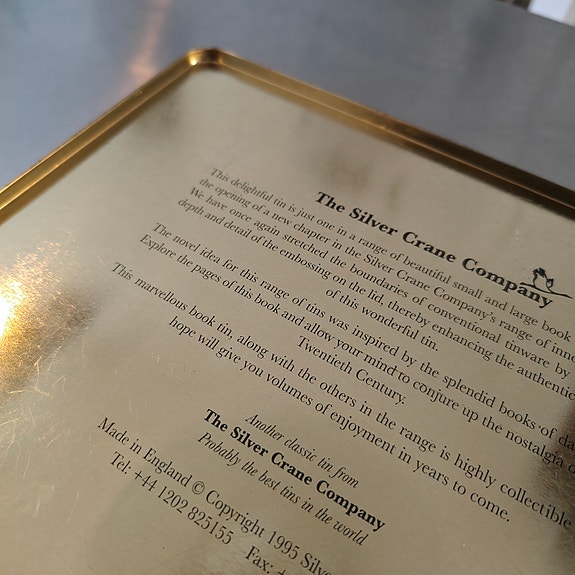 The Silver Crane Company
This delightful tin is just one in a range of beautiful small and large book
the opening of a new chapter in the Silver Crane Company's range of
We have once again stretched the boundaries of conventional tinware by
depth and detail of the embossing on the lid, thereby enhancing the
of this wonderful tin.
The novel idea for this range of tins was inspired by the splendid books of
Explore the pages of this book and allow your mind to conjure up the nostalgia
Twentieth Century.
This marvellous book tin, along with the others in the range is highly collectible
hope will give you volumes of enjoyment in years to come.
Another classic tin from
The Silver Crane Company
Probably the best tins in the world
Made in England © Copyright 1995
Tel: +44 1202 825155 Fax: